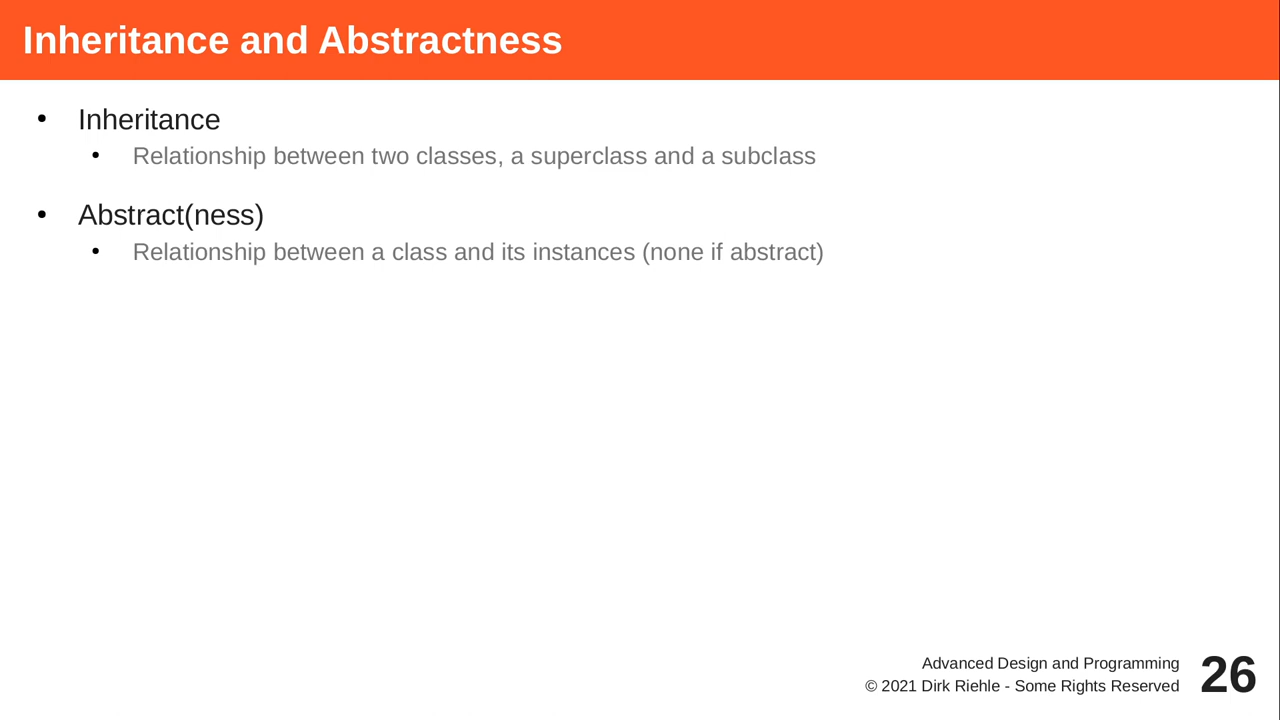 Inheritance and Abstractness
• Inheritance
• Relationship between two classes, a superclass and a subclass
• Abstract(ness)
• Relationship between a class and its instances (none if abstract)
Advanced Design and Programming
© 2021 Dirk Riehle - Some Rights Reserved
26